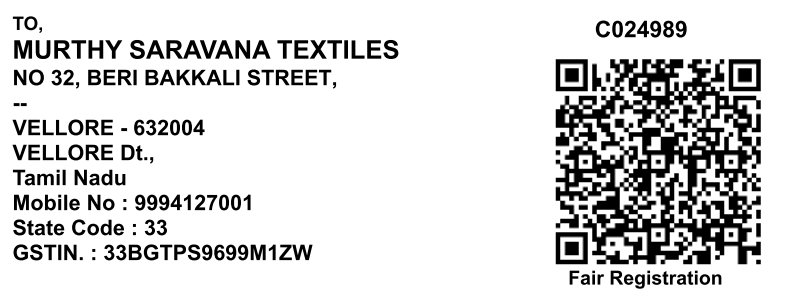 TO,
MURTHY SARAVANA TEXTILES
NO 32, BERI BAKKALI STREET,
--
VELLORE - 632004
VELLORE Dt.,
Tamil Nadu
Mobile No : 9994127001
State Code : 33
GSTIN. : 33BGTPS9699M1ZW
C024989
Fair Registration